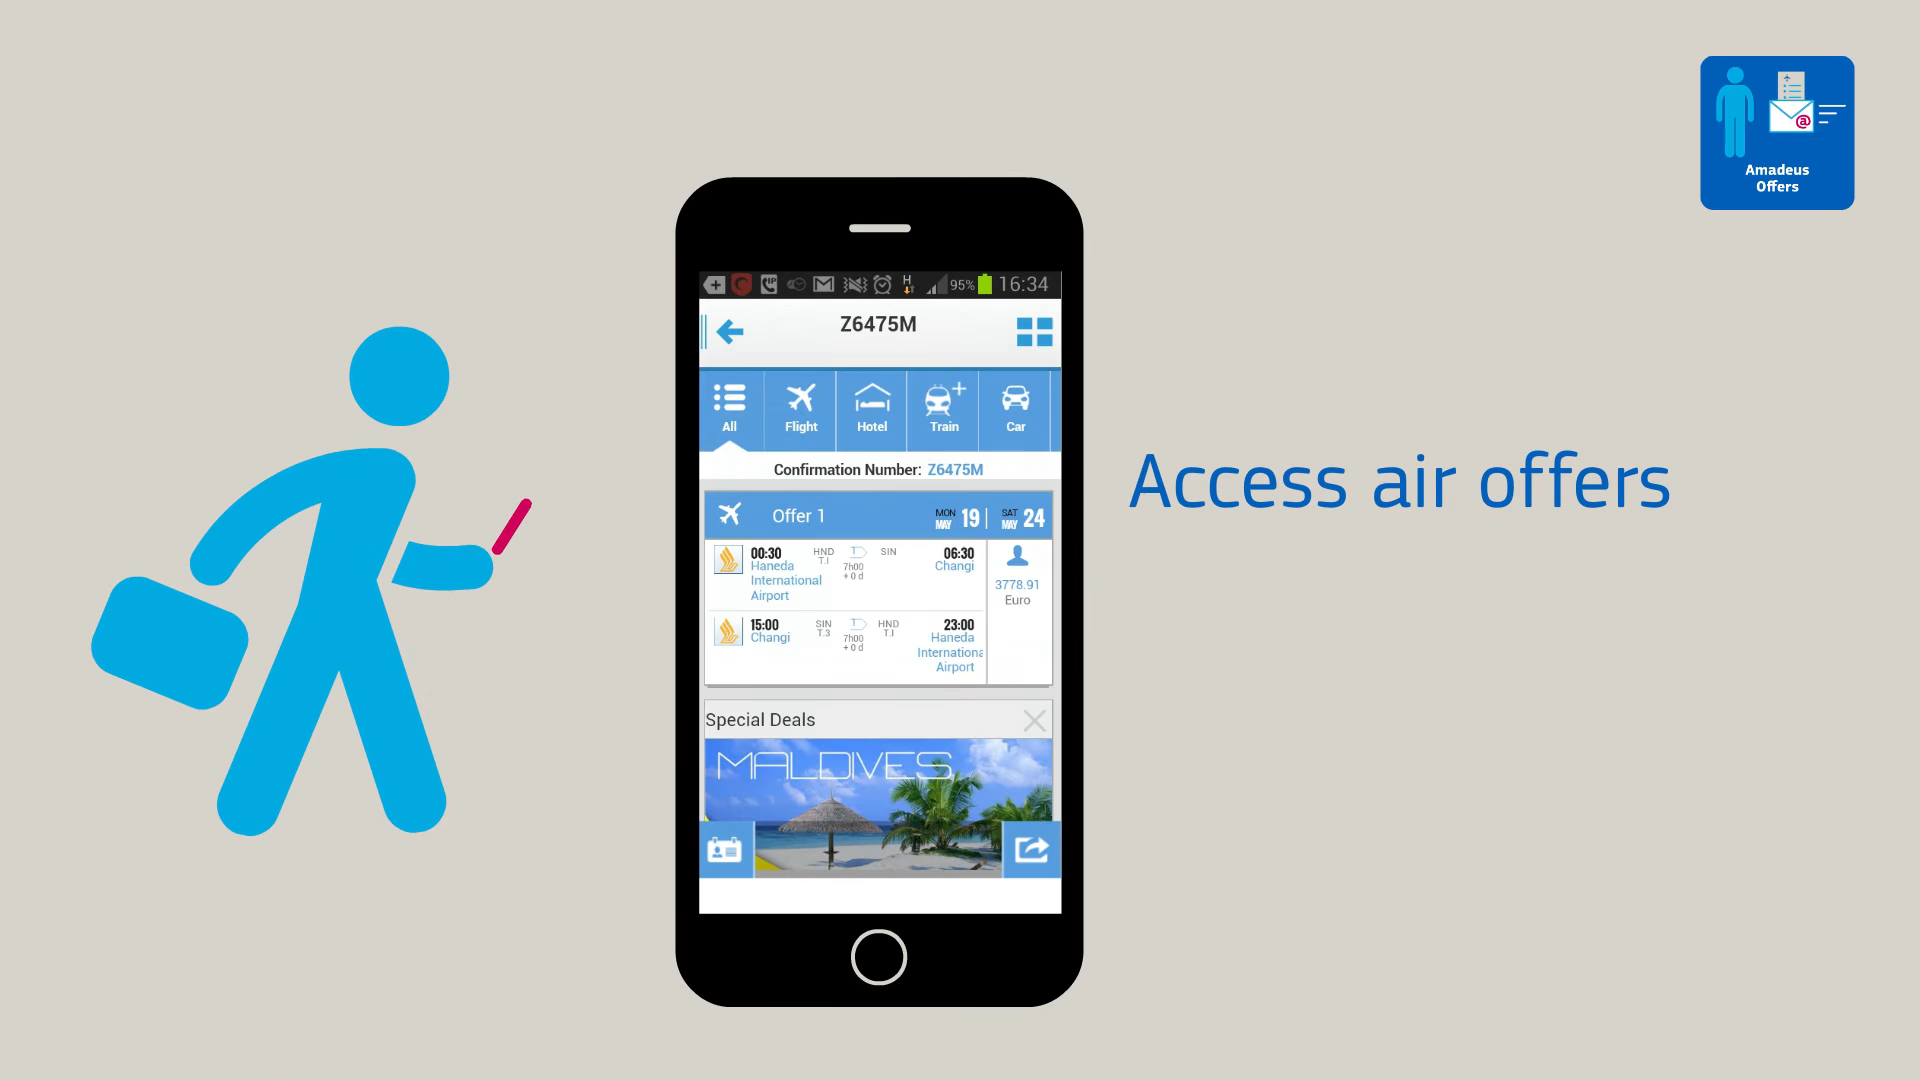 Amadeus
Offers
H
95%
16:34
Z6475M
All
Flight
Hotel
Train
Car
Confirmation Number: Z6475M
Offer 1
MON
MAY 19
SAT
MAY 24
00:30
HND
T.I
1
7h00
+ 0 d
SIN
06:30
Haneda
International
Airport
Changi
3778.91
Euro
15:00
SIN
T.3
1
7h00
+ 0 d
HND
T.I
23:00
Changi
Haneda
Internationa
Airport
Special Deals
MALDIVES
Access air offers